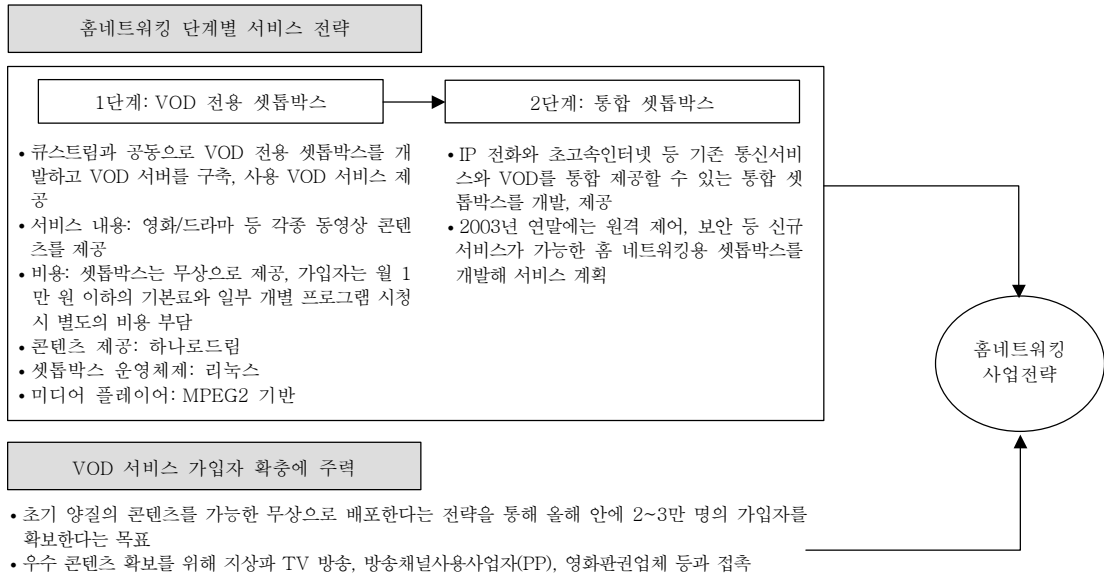 홈네트워킹 단계별 서비스 전략
1단계: VOD 전용 셋톱박스
• 큐스트림과 공동으로 VOD 전용 셋톱박스를 개
발하고 VOD 서버를 구축, 사용 VOD 서비스 제
공
• 서비스 내용: 영화/드라마 등 각종 동영상 콘텐
츠를 제공
• 비용: 셋톱박스는 무상으로 제공, 가입자는 월 1
만 원 이하의 기본료와 일부 개별 프로그램 시청
시 별도의 비용 부담
• 콘텐츠 제공: 하나로드림
• 셋톱박스 운영체제: 리눅스
• 미디어 플레이어: MPEG2 기반
2단계: 통합 셋톱박스
• IP 전화와 초고속인터넷 등 기존 통신서비
스와 VOD를 통합 제공할 수 있는 통합 셋
톱박스를 개발, 제공
• 2003년 연말에는 원격 제어, 보안 등 신규
서비스가 가능한 홈 네트워킹용 셋톱박스를
개발해 서비스 계획
홈네트워킹
사업전략
VOD 서비스 가입자 확충에 주력
• 초기 양질의 콘텐츠를 가능한 무상으로 배포한다는 전략을 통해 올해 안에 2~3만 명의 가입자를
확보한다는 목표
• 우수 콘텐츠 확보를 위해 지상파 TV 방송, 방송채널사용사업자(PP), 영화판권업체 등과 접촉